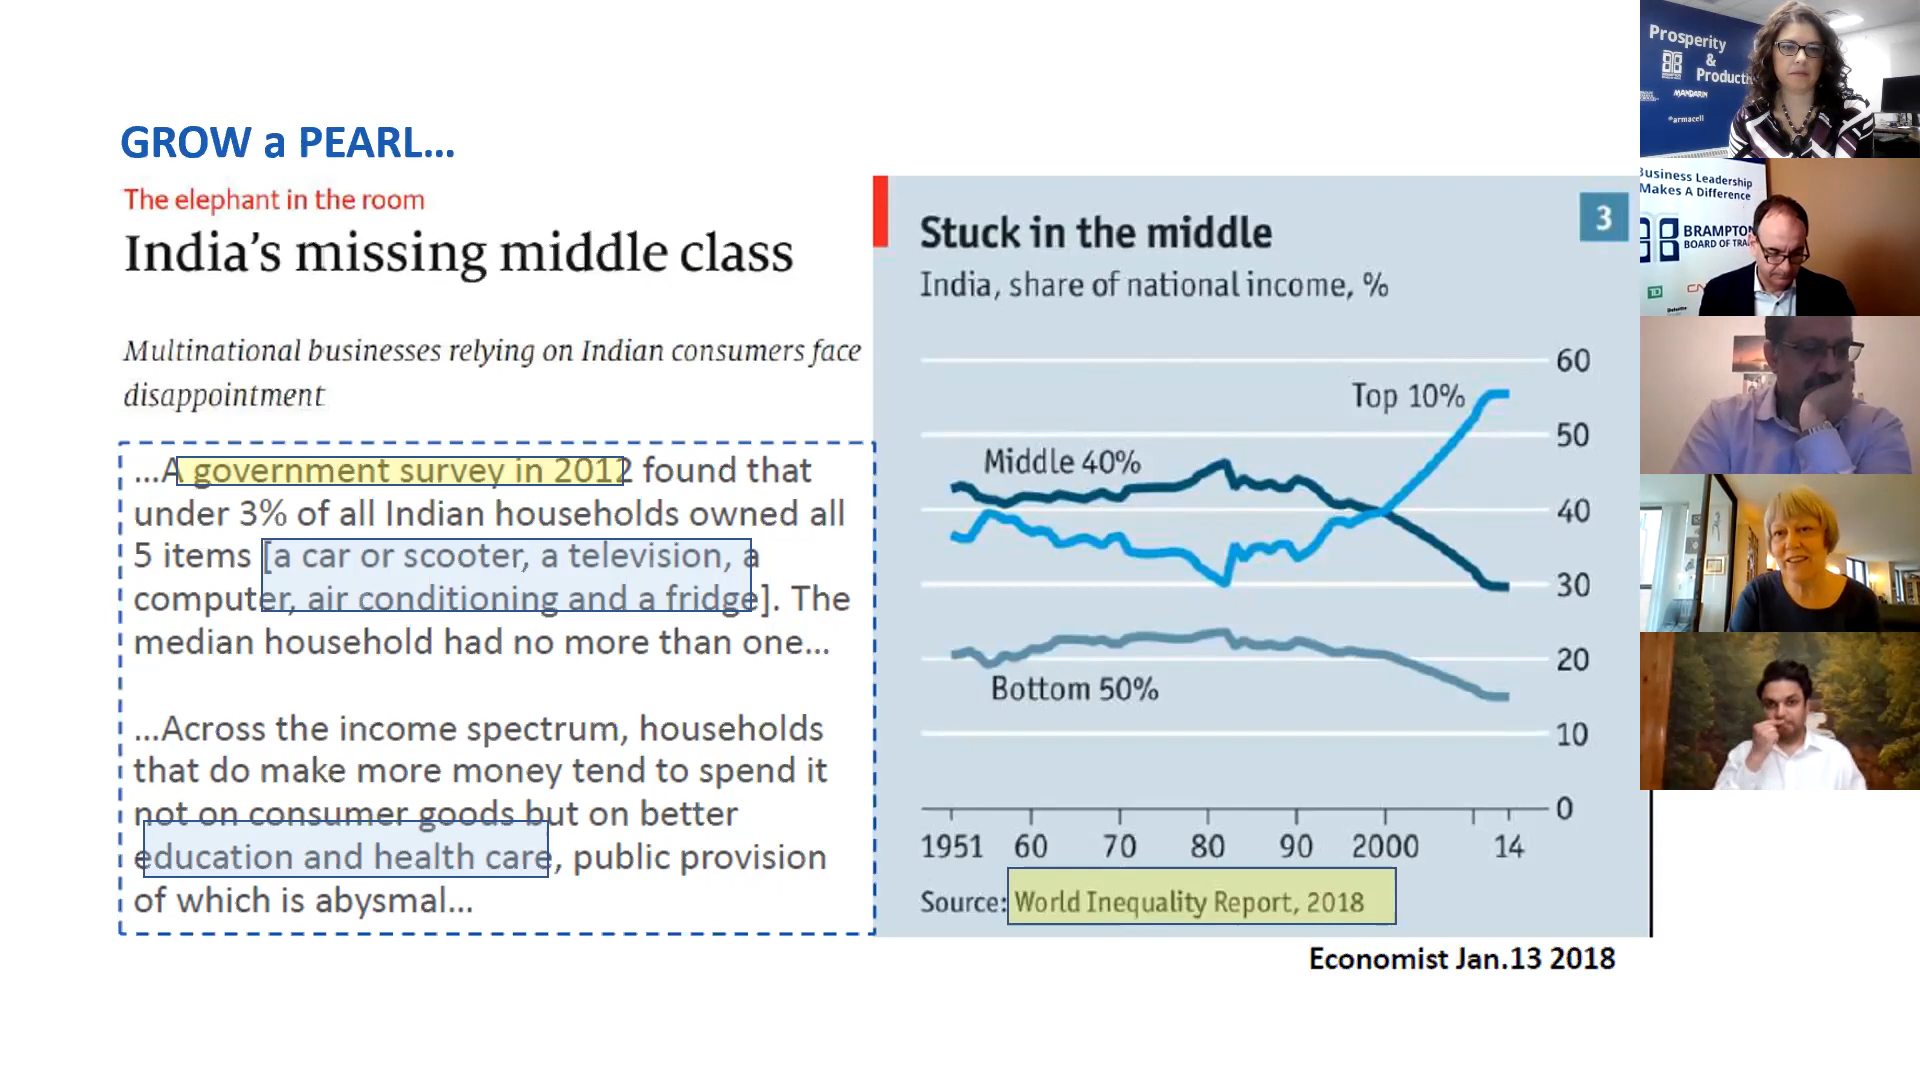 GROW a PEARL...
The elephant in the room
India's missing middle class
Multinational businesses relying on Indian consumers face
disappointment
...A government survey in 2012 found that
under 3% of all Indian households owned all
5 items [a car or scooter, a television, a
computer, air conditioning and a fridge]. The
median household had no more than one...
...Across the income spectrum, households
that do make more money tend to spend it
not on consumer goods but on better
education and health care, public provision
of which is abysmal...
Stuck in the middle
3
India, share of national income, %
60
Top 10%
50
Middle 40%
40
30
20
Bottom 50%
10
0
1951 60 70 80 90 2000 14
Source: World Inequality Report, 2018
Economist Jan.13 2018
Prosperity
&
Producti
MANDARIN
armacell
Business Leadership
Makes A Difference
BRAMPTON
BOARD OF TRA
TD
CN
Deloitte